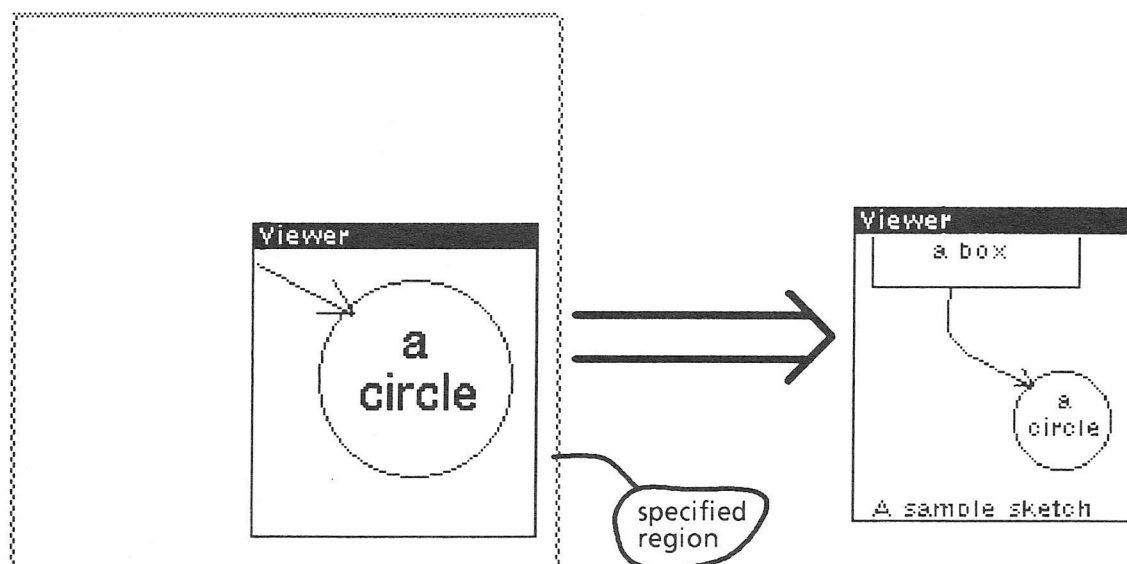 Viewer
a
circle
specified
region
Viewer
a box
a
circle
A sample sketch